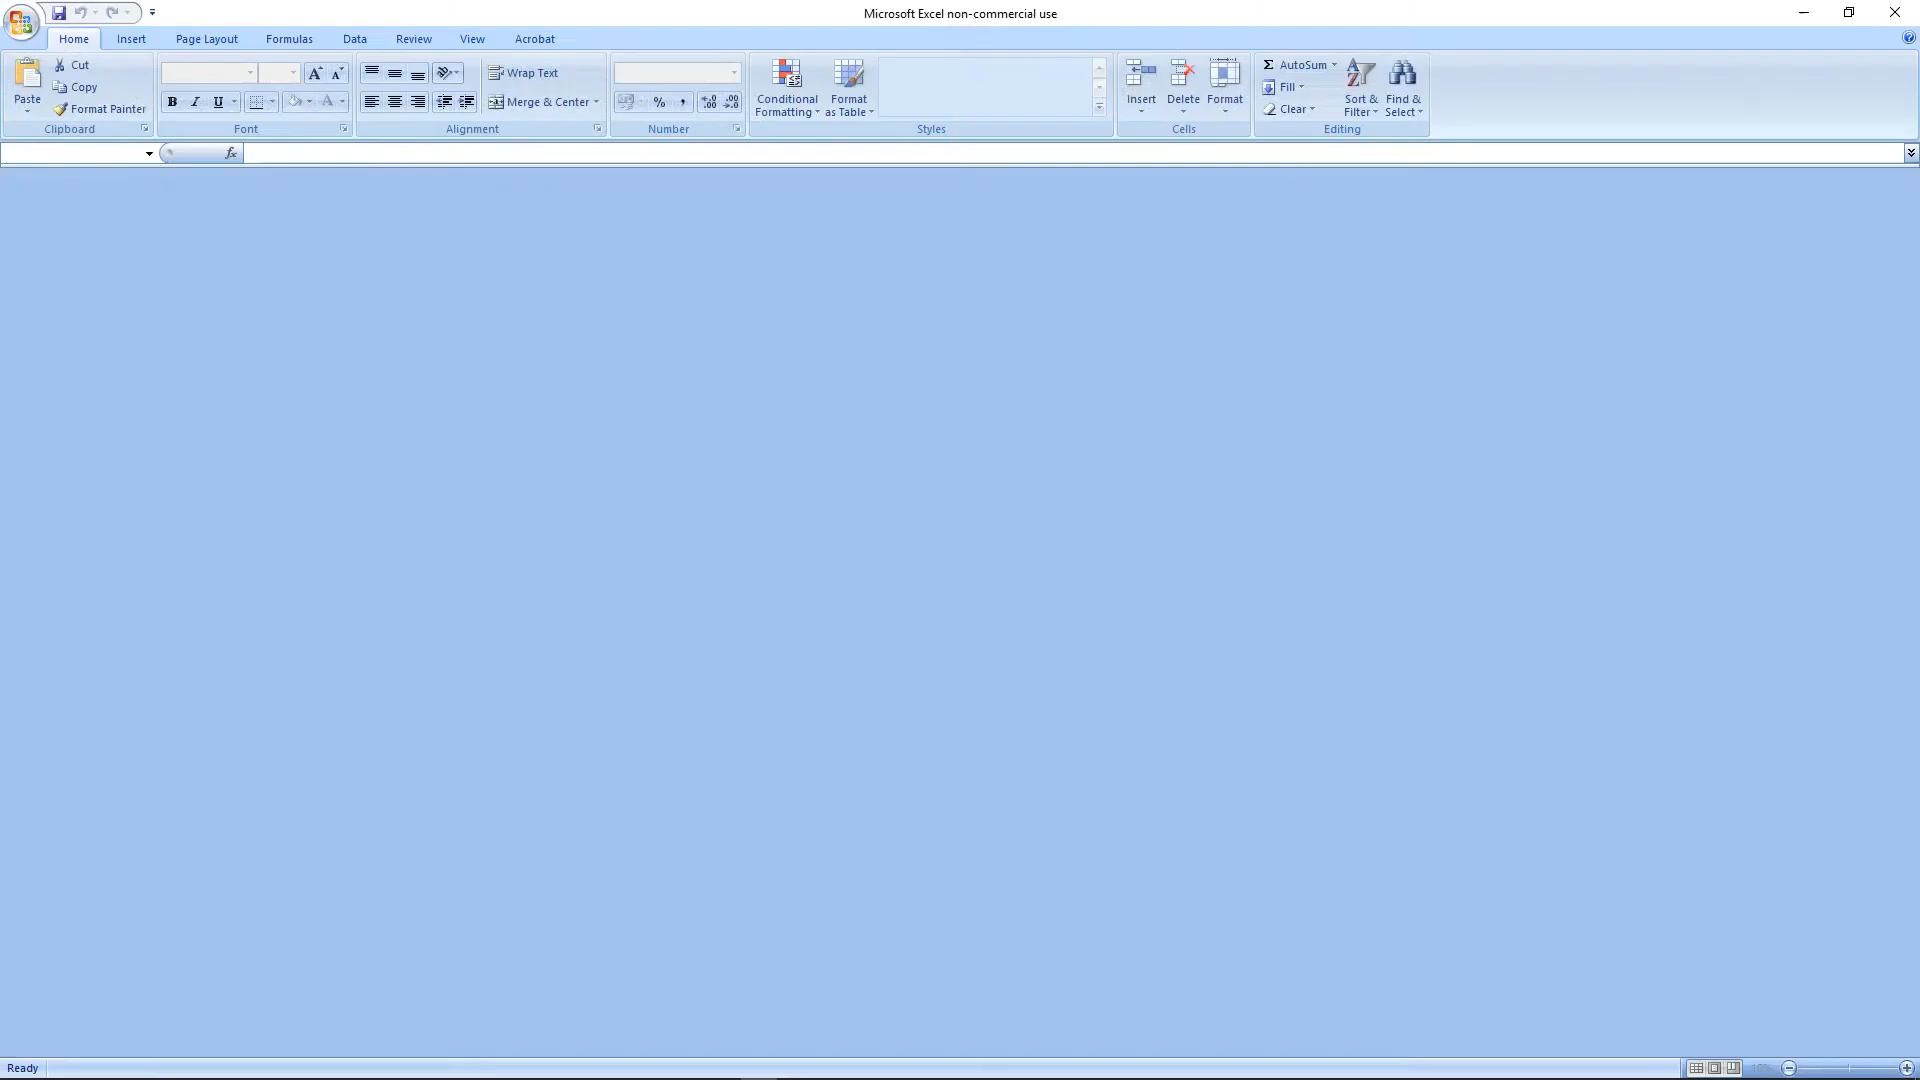 Microsoft Excel non-commercial use
Home Insert Page Layout Formulas Data Review View Acrobat
Paste
Cut
Copy
Format Painter
Clipboard
B I U A
Font
Wrap Text
Merge & Center
Alignment
% ,
Number
Conditional
Formatting
Format
as Table
Styles
Insert Delete Format
Cells
Σ AutoSum
Fill
Clear
Sort &
Filter
Find &
Select
Editing
fx
Ready